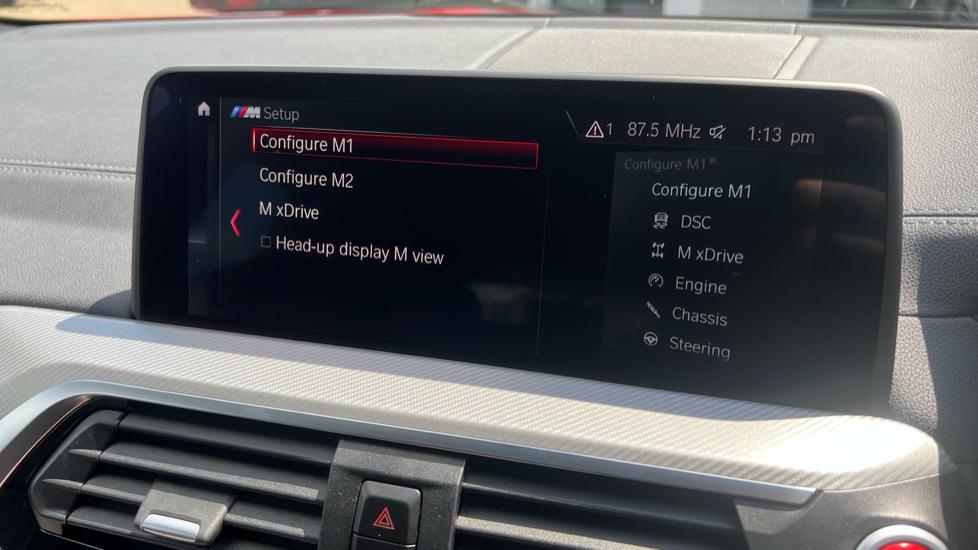 M Setup
1 87.5 MHz 1:13 pm
Configure M1
Configure M2
M xDrive
Head-up display M view
Configure M1
Configure M1
DSC
M xDrive
Engine
Chassis
Steering